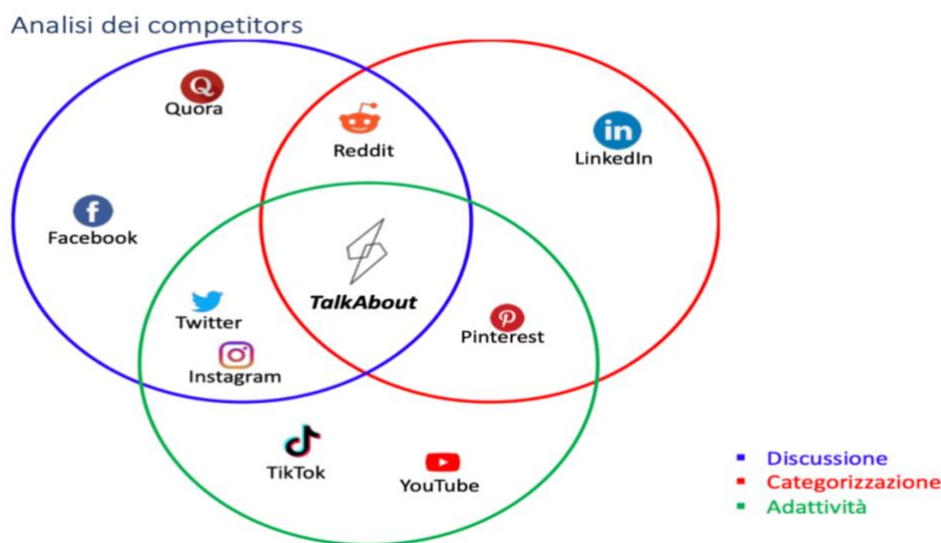 Analisi dei competitors
Quora
Reddit
LinkedIn
Facebook
TalkAbout
Twitter
Pinterest
Instagram
TikTok
YouTube
Discussione
Categorizzazione
Adattività